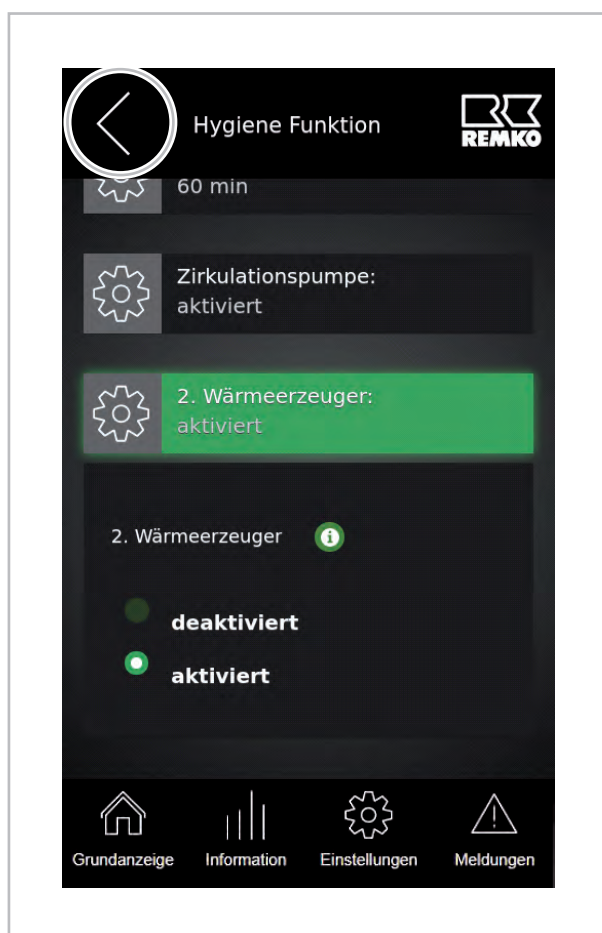 Hygiene Funktion
REMKO
60 min
Zirkulationspumpe:
aktiviert
2. Wärmeerzeuger:
aktiviert
2. Wärmeerzeuger
deaktiviert
aktiviert
Grundanzeige Information Einstellungen Meldungen